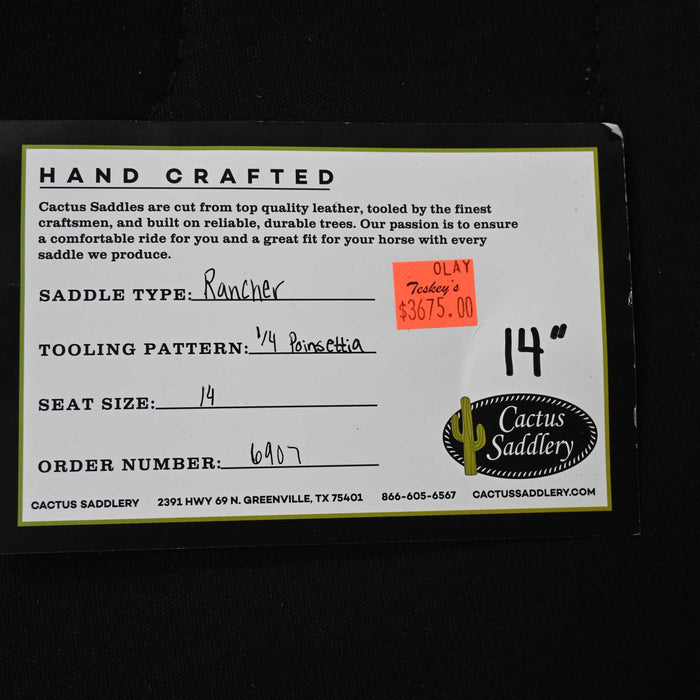 HAND CRAFTED
Cactus Saddles are cut from top quality leather, tooled by the finest
craftsmen, and built on reliable, durable trees. Our passion is to ensure
a comfortable ride for you and a great fit for your horse with every
saddle we produce.
SADDLE TYPE: Rancher
OLAY
Teskey's
$3675.00
TOOLING PATTERN: 1/4 Poinsettia
14"
SEAT SIZE: 14
Cactus
Saddlery
ORDER NUMBER: 6907
CACTUS SADDLERY 2391 HWY 69 N. GREENVILLE, TX 75401 866-605-6567 CACTUSSADDLERY.COM